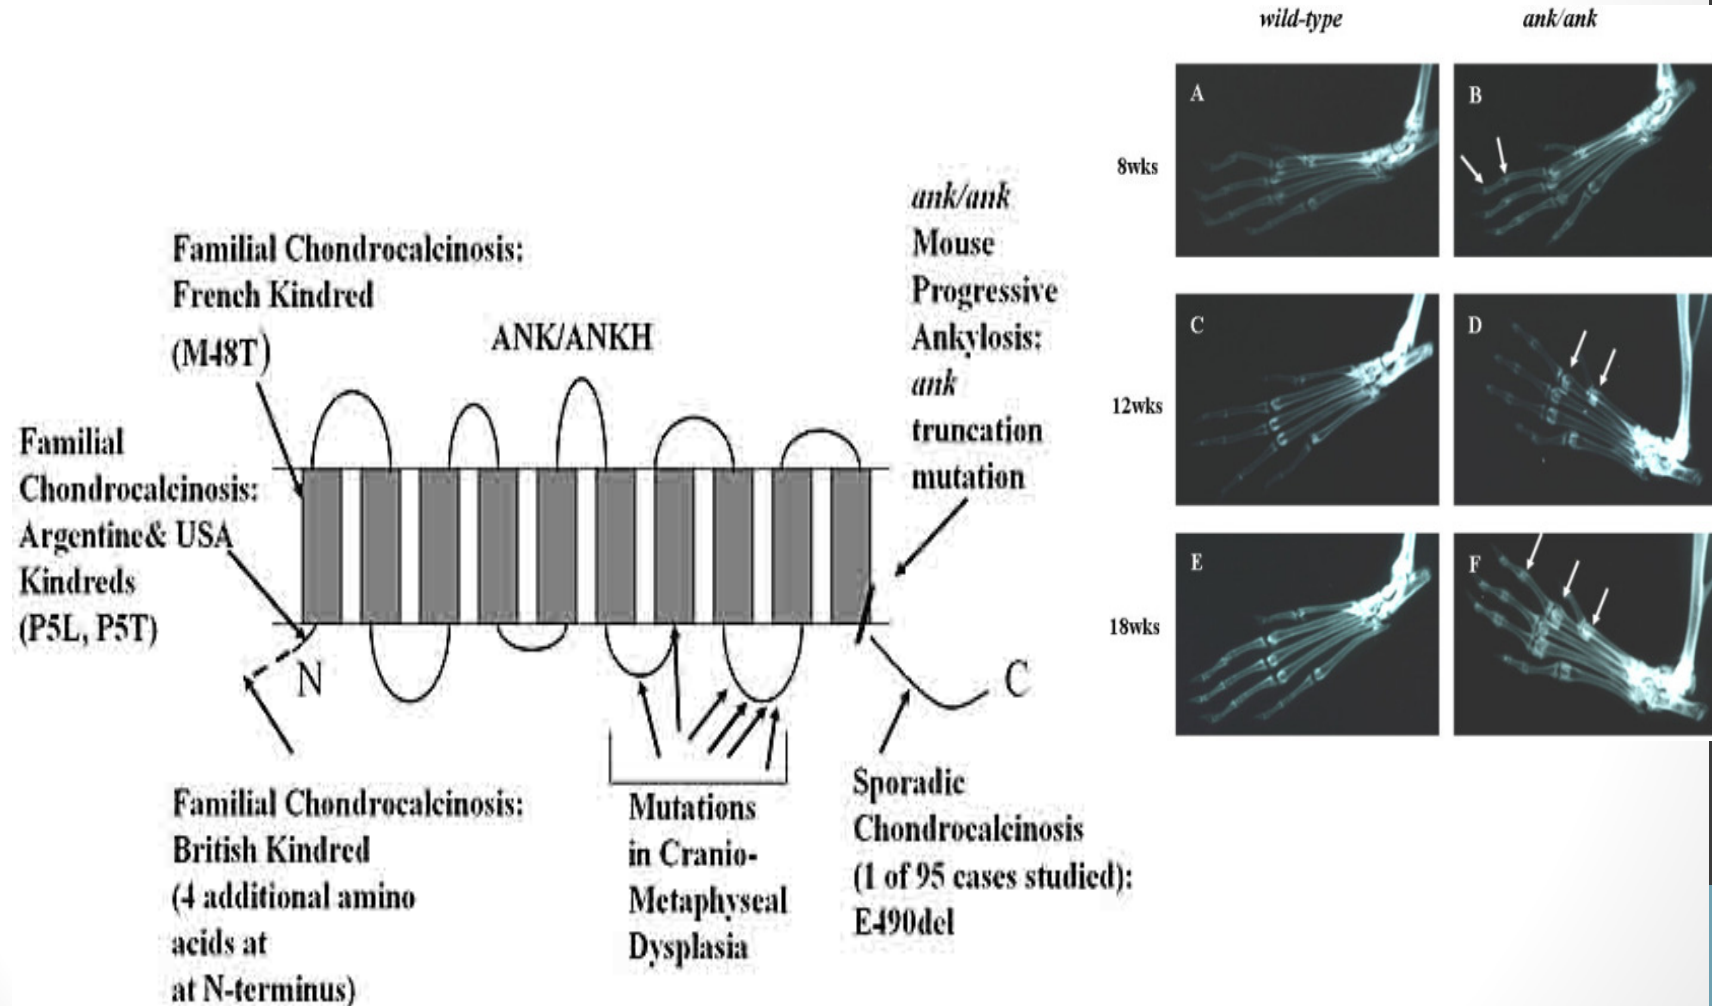 wild-type
ank/ank
A
B
8wks
C
D
12wks
E
F
18wks
ank/ank
Mouse
Progressive
Ankylosis:
ank
truncation
mutation
Familial Chondrocalcinosis:
French Kindred
(M48T)
ANK/ANKH
Familial
Chondrocalcinosis:
Argentine& USA
Kindreds
(P5L, P5T)
N
C
Familial Chondrocalcinosis:
British Kindred
(4 additional amino
acids at
at N-terminus)
Mutations
in Cranio-
Metaphyseal
Dysplasia
Sporadic
Chondrocalcinosis
(1 of 95 cases studied):
E490del